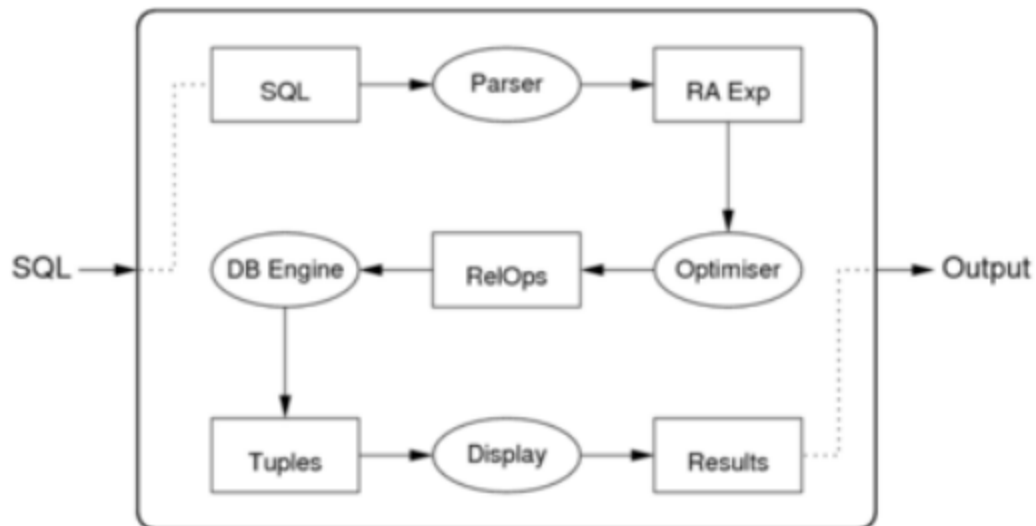 SQL
Parser
RA Exp
SQL
DB Engine
RelOps
Optimiser
Output
Tuples
Display
Results